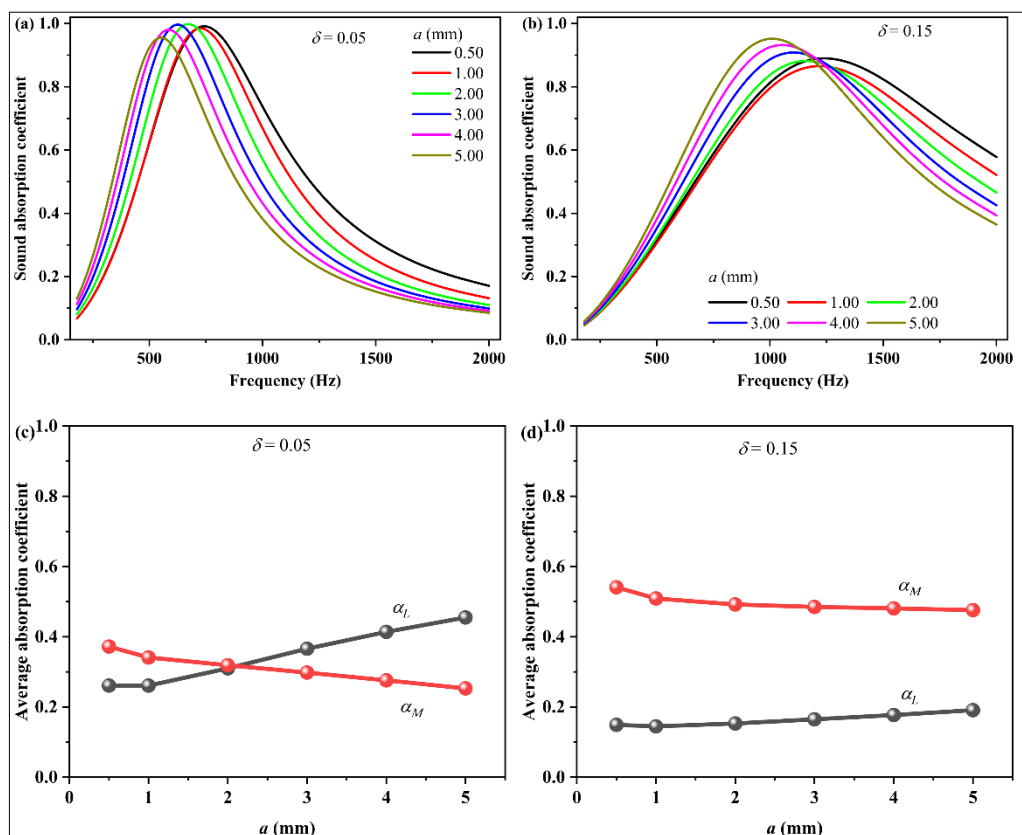 (a)
δ = 0.05
a (mm)
0.50
1.00
2.00
3.00
4.00
5.00
1.0
0.8
0.6
0.4
0.2
0.0
Sound absorption coefficient
500 1000 1500 2000
Frequency (Hz)
(b)
δ = 0.15
a (mm)
0.50 1.00 2.00
3.00 4.00 5.00
1.0
0.8
0.6
0.4
0.2
0.0
Sound absorption coefficient
500 1000 1500 2000
Frequency (Hz)
(c)
δ = 0.05
αL
αM
1.0
0.8
0.6
0.4
0.2
0.0
Average absorption coefficient
0 1 2 3 4 5
a (mm)
(d)
δ = 0.15
αM
αL
1.0
0.8
0.6
0.4
0.2
0.0
Average absorption coefficient
0 1 2 3 4 5
a (mm)